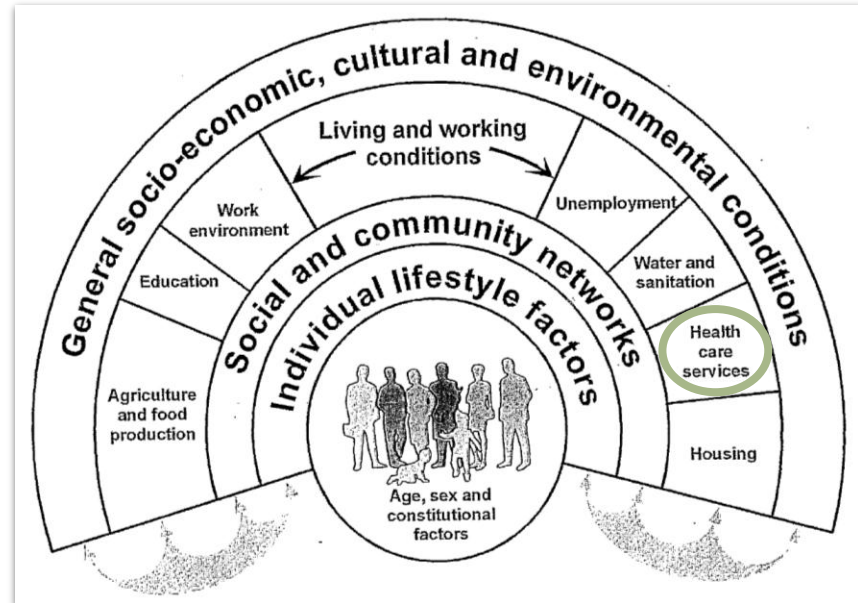 General socio-economic, cultural and environmental conditions
Living and working
conditions
Work
environment
Unemployment
Education
Water and
sanitation
Agriculture
and food
production
Health
care
services
Housing
Social and community networks
Individual lifestyle factors
Age, sex and
constitutional
factors